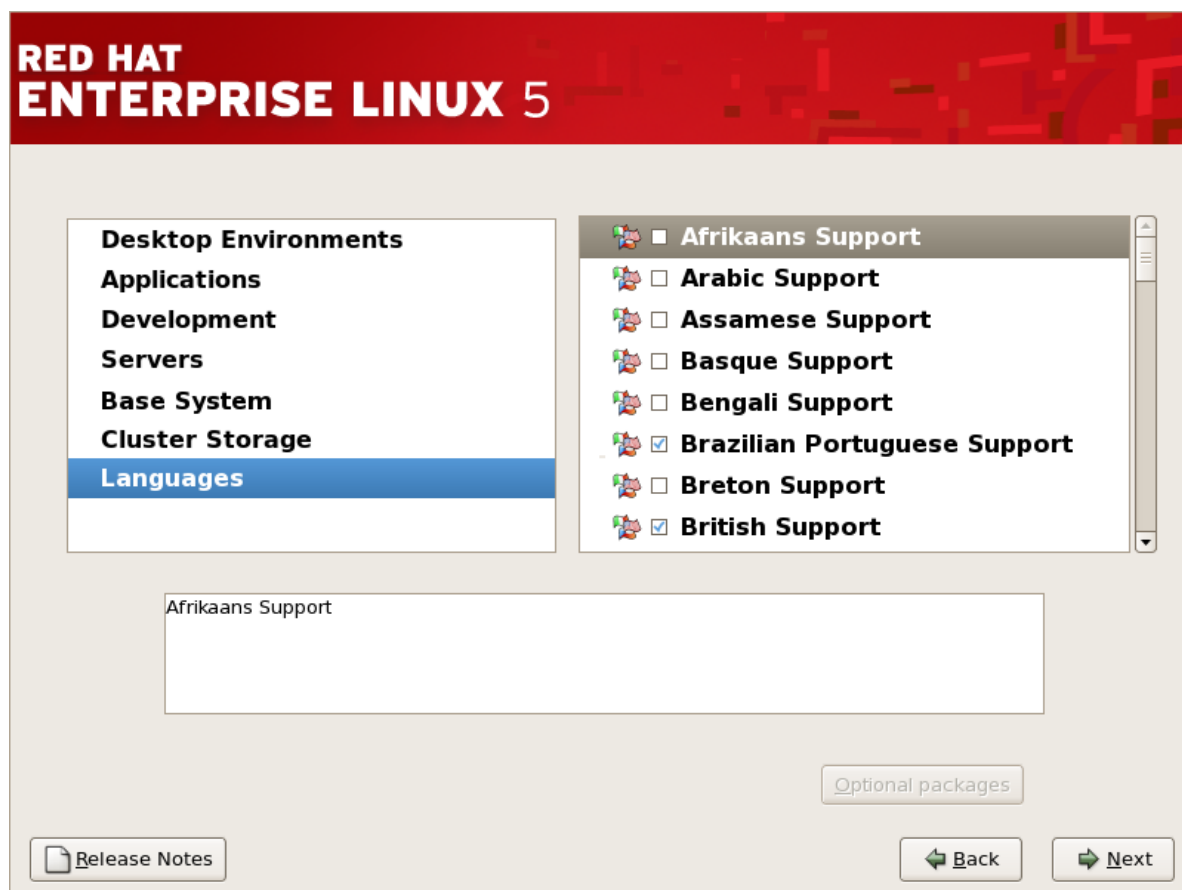 RED HAT
ENTERPRISE LINUX 5
Desktop Environments
Applications
Development
Servers
Base System
Cluster Storage
Languages
Afrikaans Support
Arabic Support
Assamese Support
Basque Support
Bengali Support
Brazilian Portuguese Support
Breton Support
British Support
Afrikaans Support
Optional packages
Release Notes
Back
Next